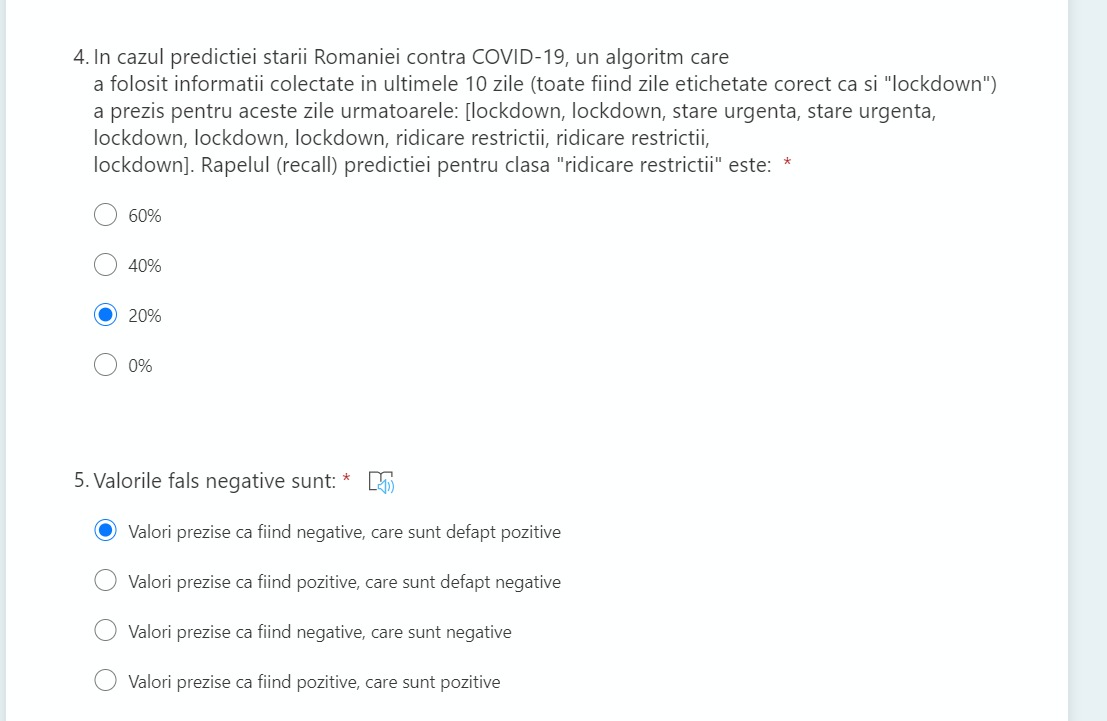 4. In cazul predictiei starii Romaniei contra COVID-19, un algoritm care
a folosit informatii colectate in ultimele 10 zile (toate fiind zile etichetate corect ca si "lockdown")
a prezis pentru aceste zile urmatoarele: [lockdown, lockdown, stare urgenta, stare urgenta,
lockdown, lockdown, lockdown, ridicare restrictii, ridicare restrictii,
lockdown]. Rapelul (recall) predictiei pentru clasa "ridicare restrictii" este: *
60%
40%
20%
0%
5. Valorile fals negative sunt: *
Valori prezise ca fiind negative, care sunt defapt pozitive
Valori prezise ca fiind pozitive, care sunt defapt negative
Valori prezise ca fiind negative, care sunt negative
Valori prezise ca fiind pozitive, care sunt pozitive